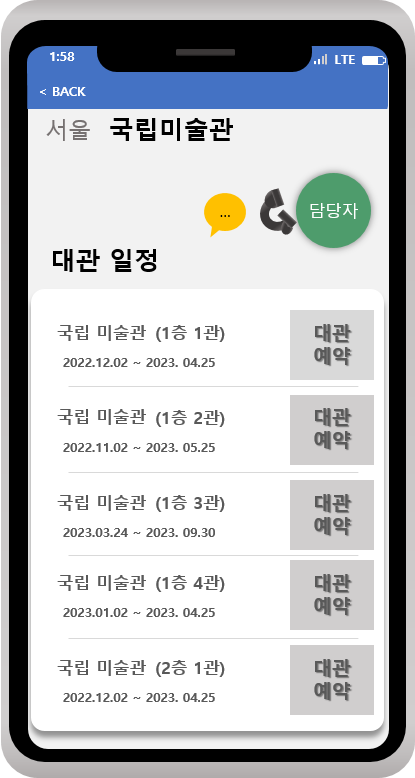 1:58 LTE
< BACK
서울 국립미술관
... 담당자
대관 일정
국립 미술관 (1층 1관)
2022.12.02 ~ 2023. 04.25
대관
예약
국립 미술관 (1층 2관)
2022.11.02 ~ 2023. 05.25
대관
예약
국립 미술관 (1층 3관)
2023.03.24 ~ 2023. 09.30
대관
예약
국립 미술관 (1층 4관)
2023.01.02 ~ 2023. 04.25
대관
예약
국립 미술관 (2층 1관)
2022.12.02 ~ 2023. 04.25
대관
예약